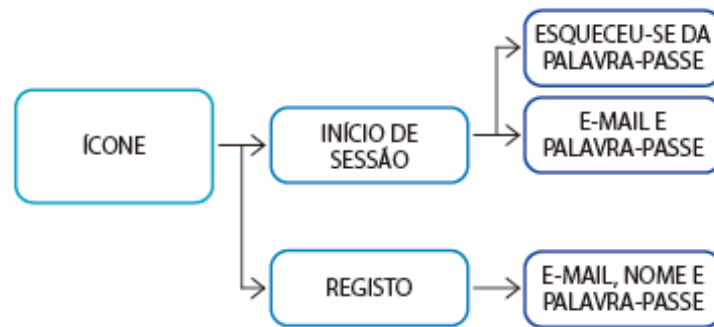 ÍCONE
INÍCIO DE
SESSÃO
ESQUECEU-SE DA
PALAVRA-PASSE
E-MAIL E
PALAVRA-PASSE
REGISTO
E-MAIL, NOME E
PALAVRA-PASSE